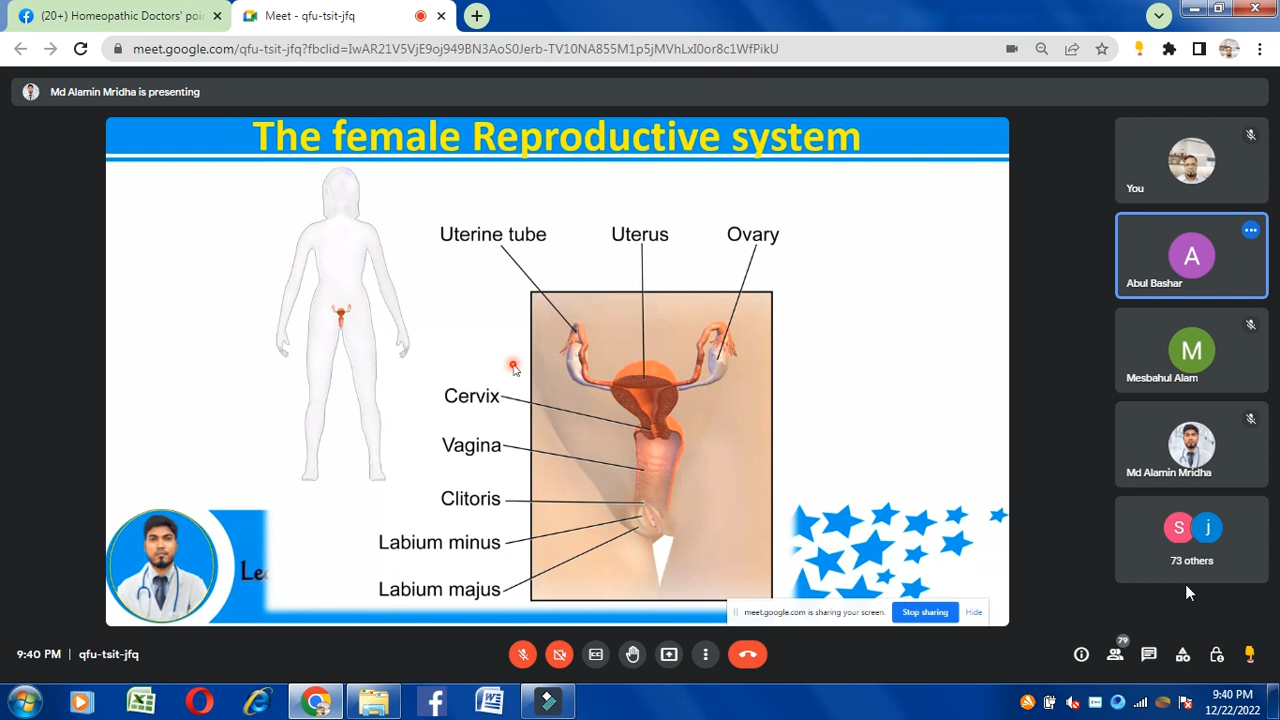 (20+) Homeopathic Doctors' poi
Meet - qfu-tsit-jfq
meet.google.com/qfu-tsit-jfq?fbclid=IwAR21V5VjE9oj949BN3AoS0Jerb-TV10NA855M1p5jMVhLxI0or8c1WfPikU
Md Alamin Mridha is presenting
The female Reproductive system
Uterine tube
Uterus
Ovary
Cervix
Vagina
Clitoris
Labium minus
Labium majus
Lec
meet.google.com is sharing your screen.
Stop sharing
Hide
You
A
Abul Bashar
M
Mesbahul Alam
Md Alamin Mridha
S
j
73 others
9:40 PM | qfu-tsit-jfq
79
9:40 PM
12/22/2022